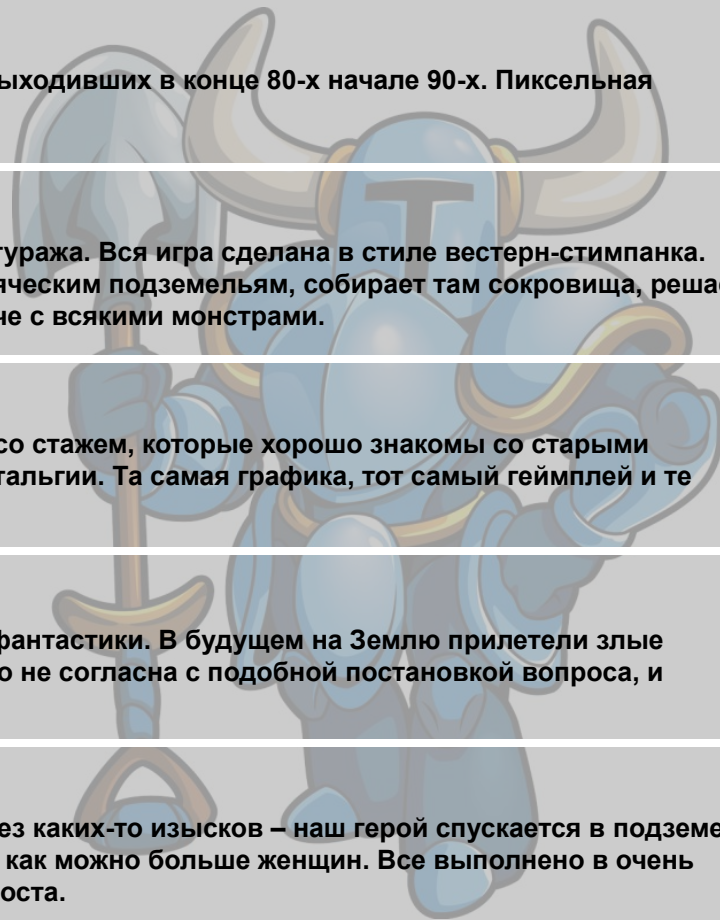 ыходивших в конце 80-х начале 90-х. Пиксельная
туража. Вся игра сделана в стиле вестерн-стимпанка.
яческим подземельям, собирает там сокровища, решае
че с всякими монстрами.
со стажем, которые хорошо знакомы со старыми
тальгии. Та самая графика, тот самый геймплей и те
фантастики. В будущем на Землю прилетели злые
о не согласна с подобной постановкой вопроса, и
ез каких-то изысков – наш герой спускается в подземе
как можно больше женщин. Все выполнено в очень
оста.